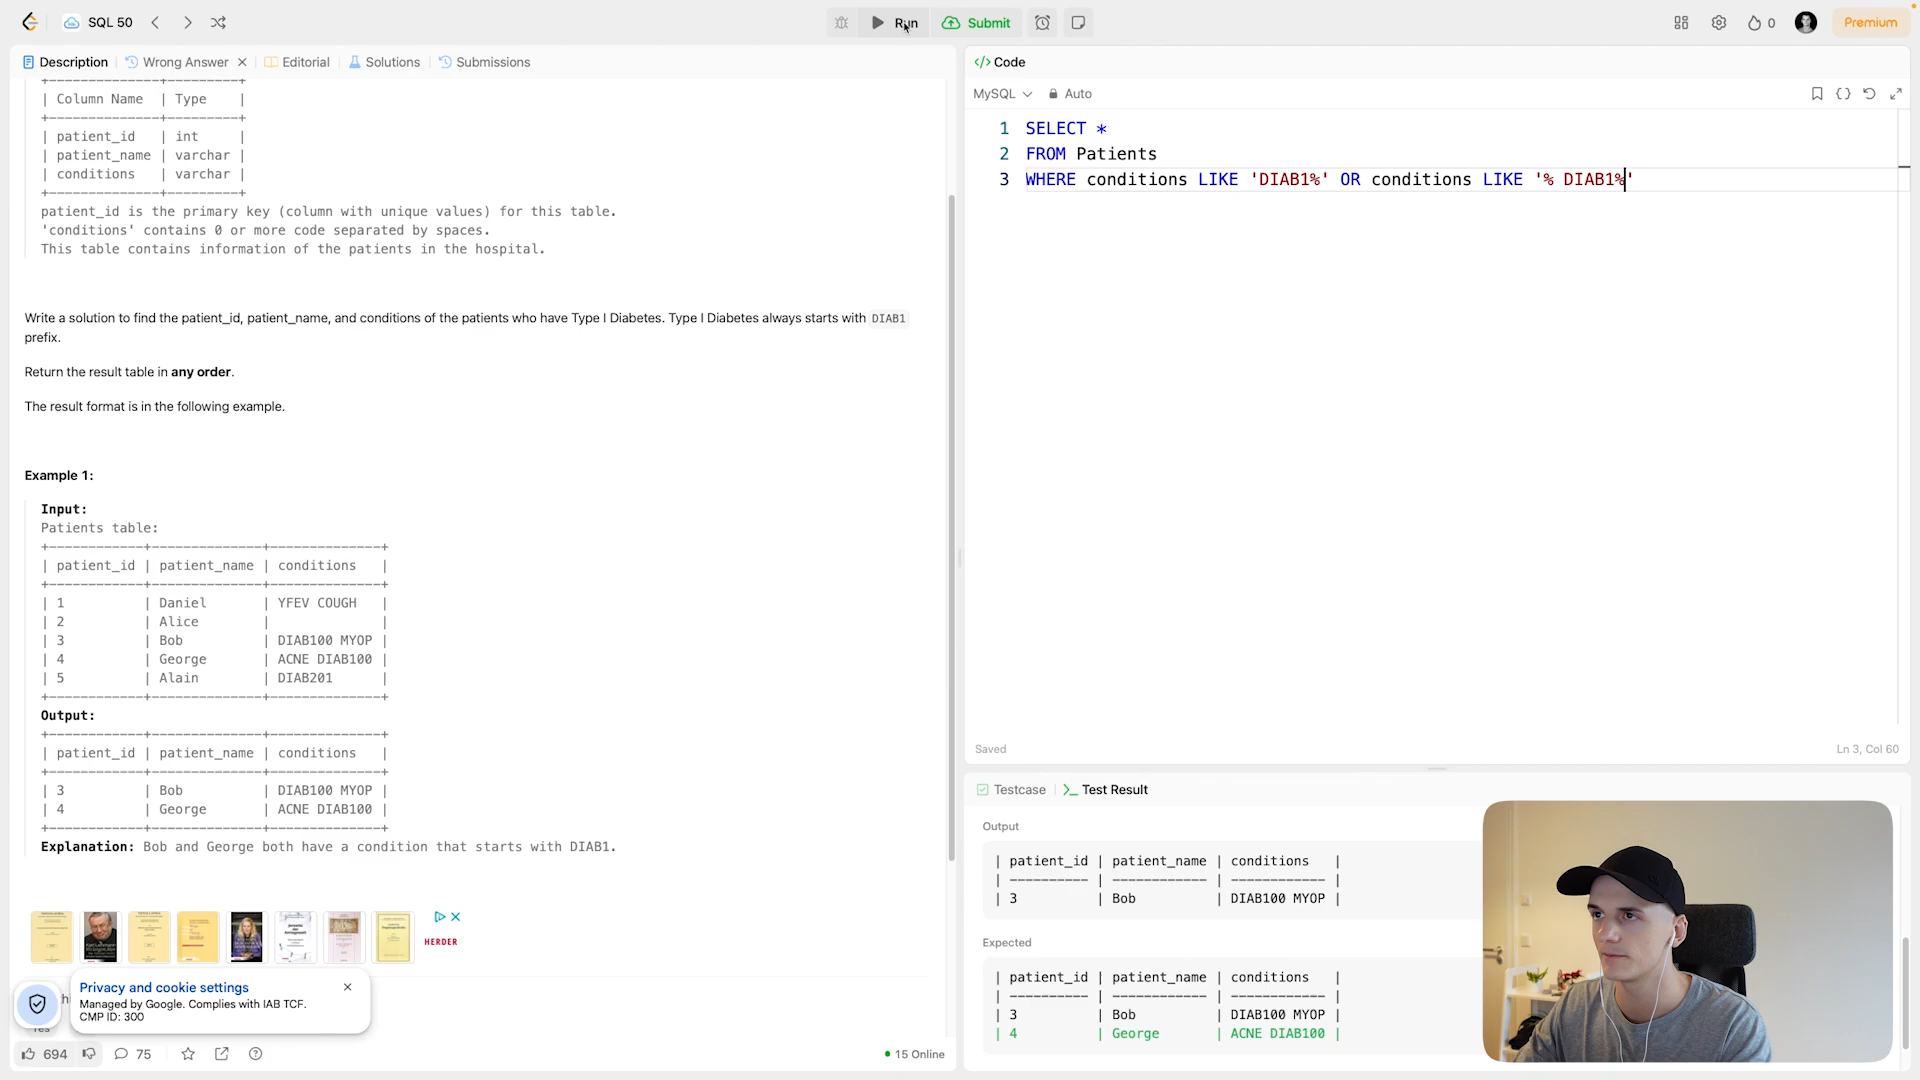 SQL 50
Run
Submit
0
Premium
Description
Wrong Answer
Editorial
Solutions
Submissions
+--------------+---------+
| Column Name | Type |
+--------------+---------+
| patient_id | int |
| patient_name | varchar |
| conditions | varchar |
+--------------+---------+
patient_id is the primary key (column with unique values) for this table.
'conditions' contains 0 or more code separated by spaces.
This table contains information of the patients in the hospital.
Write a solution to find the patient_id, patient_name, and conditions of the patients who have Type I Diabetes. Type I Diabetes always starts with DIAB1
prefix.
Return the result table in any order.
The result format is in the following example.
Example 1:
Input:
Patients table:
+------------+--------------+--------------+
| patient_id | patient_name | conditions |
+------------+--------------+--------------+
| 1 | Daniel | YFEV COUGH |
| 2 | Alice | |
| 3 | Bob | DIAB100 MYOP |
| 4 | George | ACNE DIAB100 |
| 5 | Alain | DIAB201 |
+------------+--------------+--------------+
Output:
+------------+--------------+--------------+
| patient_id | patient_name | conditions |
+------------+--------------+--------------+
| 3 | Bob | DIAB100 MYOP |
| 4 | George | ACNE DIAB100 |
+------------+--------------+--------------+
Explanation: Bob and George both have a condition that starts with DIAB1.
HERDER
Privacy and cookie settings
Managed by Google. Complies with IAB TCF.
CMP ID: 300
Yes
694
75
15 Online
</> Code
MySQL
Auto
1 SELECT *
2 FROM Patients
3 WHERE conditions LIKE 'DIAB1%' OR conditions LIKE '% DIAB1%'
Saved
Ln 3, Col 60
Testcase
Test Result
Output
| patient_id | patient_name | conditions |
| ---------- | ------------ | ------------ |
| 3 | Bob | DIAB100 MYOP |
Expected
| patient_id | patient_name | conditions |
| ---------- | ------------ | ------------ |
| 3 | Bob | DIAB100 MYOP |
| 4 | George | ACNE DIAB100 |